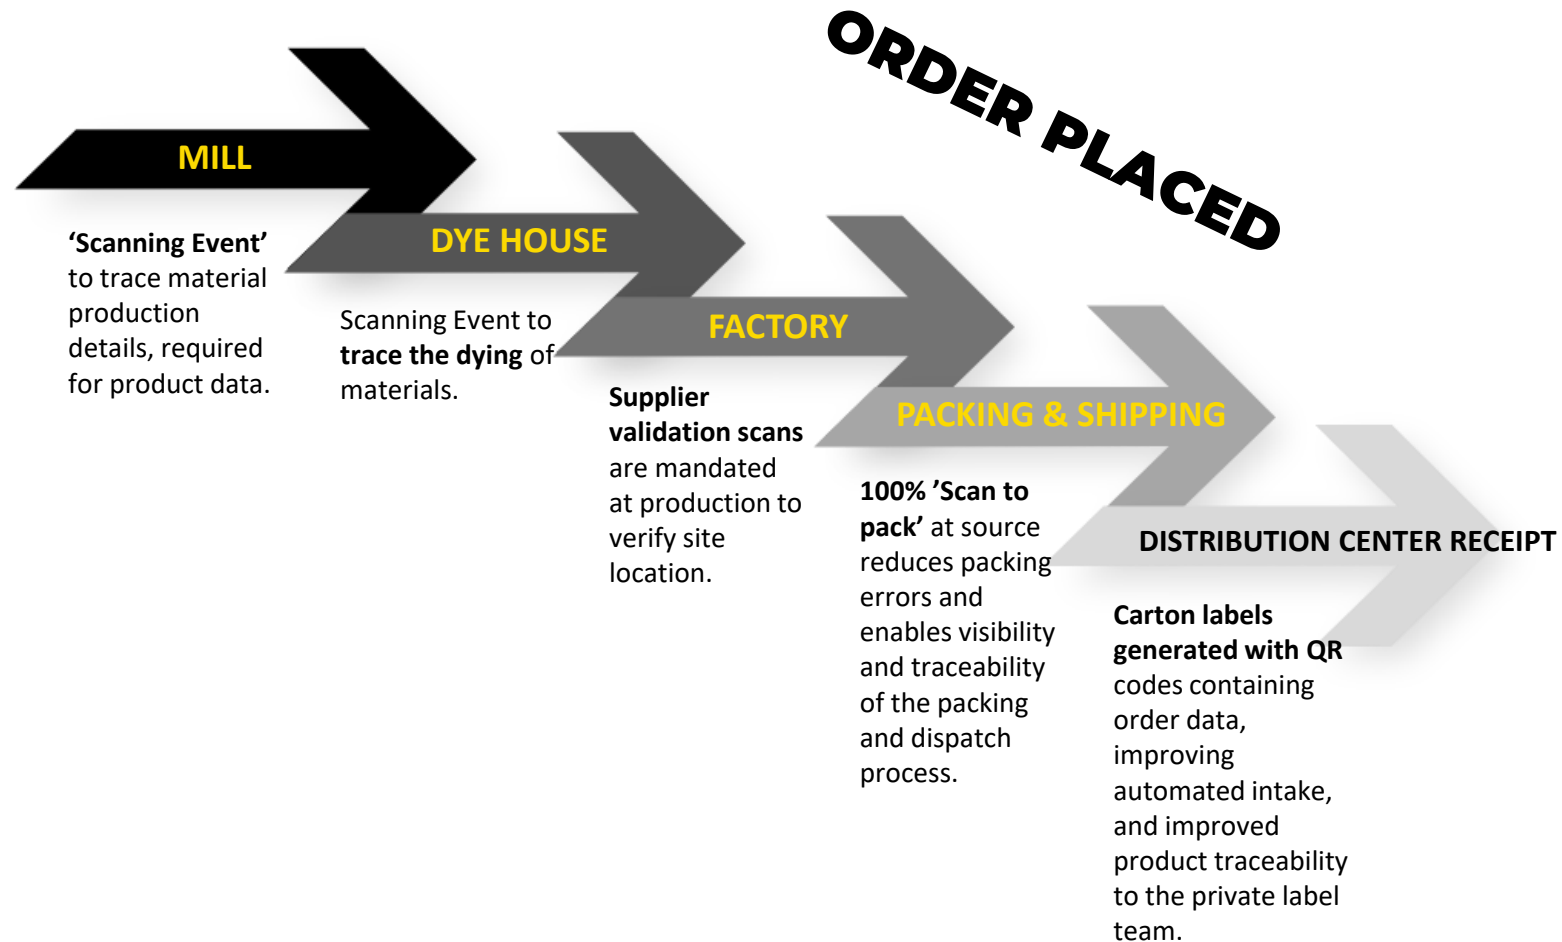 ORDER PLACED
MILL
‘Scanning Event’
to trace material
production
details, required
for product data.
DYE HOUSE
Scanning Event to
trace the dying of
materials.
FACTORY
Supplier
validation scans
are mandated
at production to
verify site
location.
PACKING & SHIPPING
100% ’Scan to
pack’ at source
reduces packing
errors and
enables visibility
and traceability
of the packing
and dispatch
process.
DISTRIBUTION CENTER RECEIPT
Carton labels
generated with QR
codes containing
order data,
improving
automated intake,
and improved
product traceability
to the private label
team.